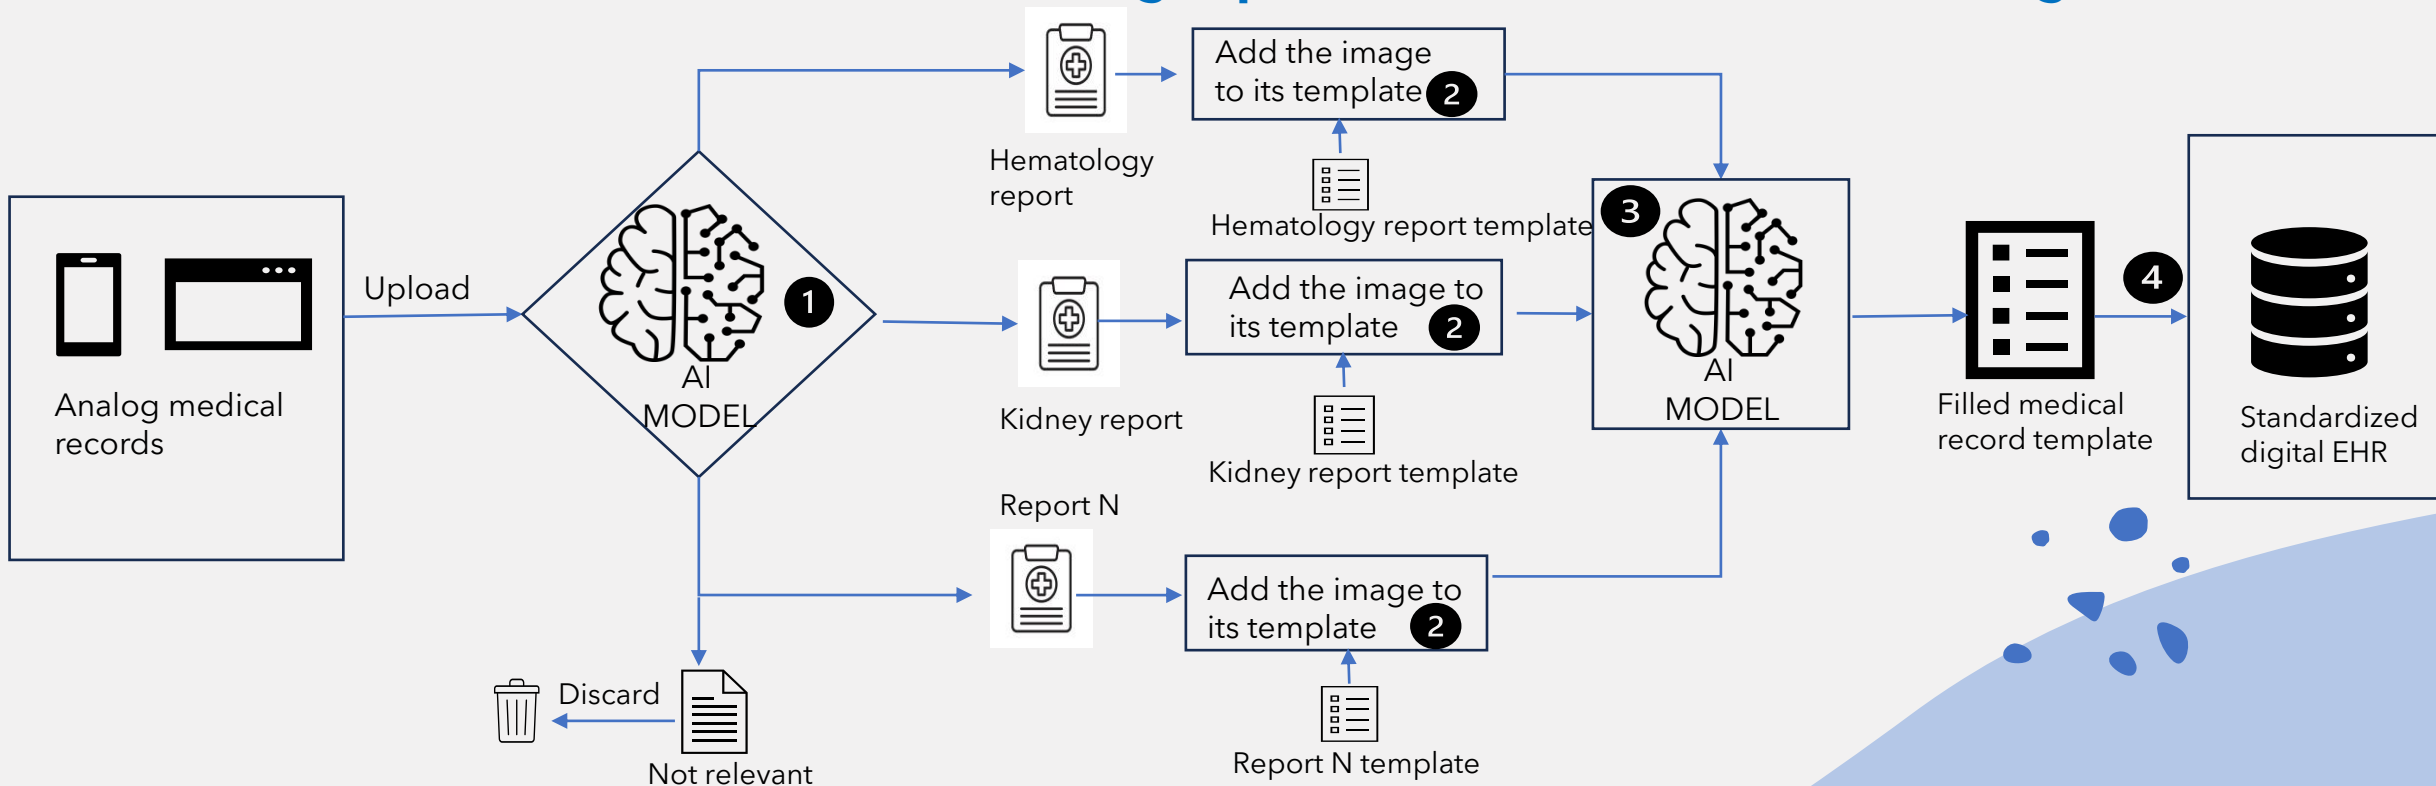 Analog medical
records
Upload
AI
MODEL
1
Hematology
report
Add the image
to its template 2
Hematology report template
Kidney report
Add the image to
its template 2
Kidney report template
Report N
Add the image to
its template 2
Report N template
Discard
Not relevant
3
AI
MODEL
Filled medical
record template
4
Standardized
digital EHR